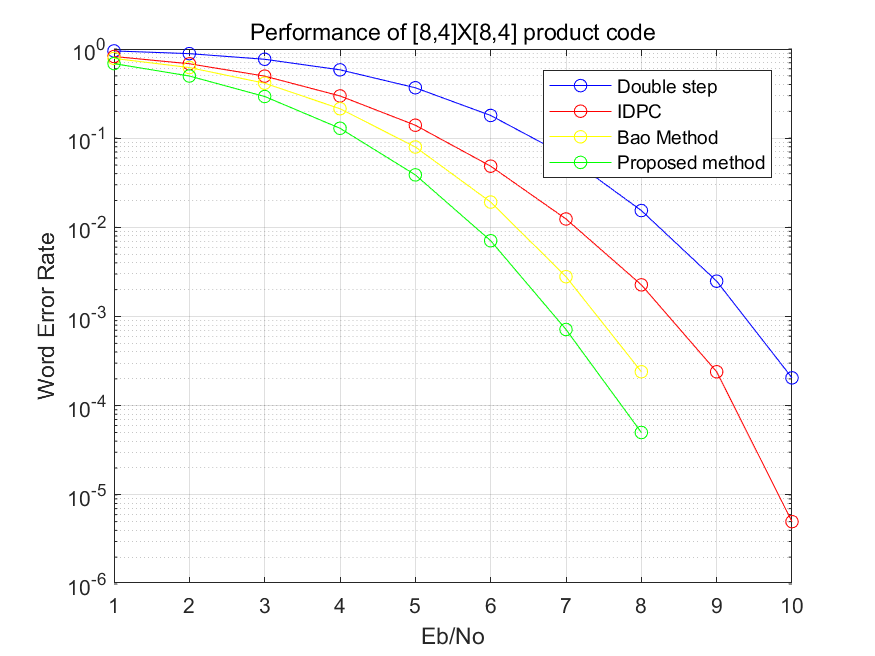 Performance of [8,4]X[8,4] product code
Double step
IDPC
Bao Method
Proposed method
10^0
10^-1
10^-2
10^-3
10^-4
10^-5
10^-6
Word Error Rate
1 2 3 4 5 6 7 8 9 10
Eb/No